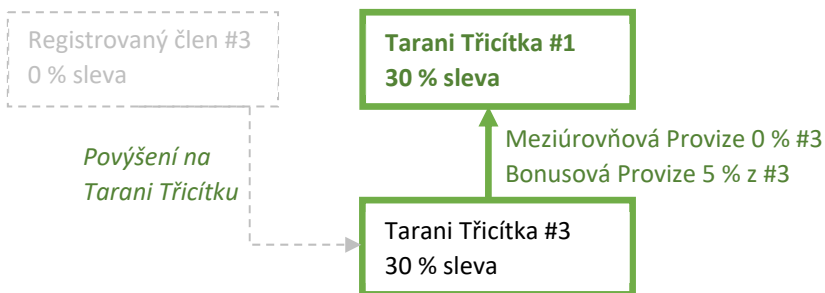 Registrovaný člen #3
0 % sleva
Tarani Třicítka #1
30 % sleva
Povýšení na
Tarani Třicítku
Meziúrovňová Provize 0 % #3
Bonusová Provize 5 % z #3
Tarani Třicítka #3
30 % sleva